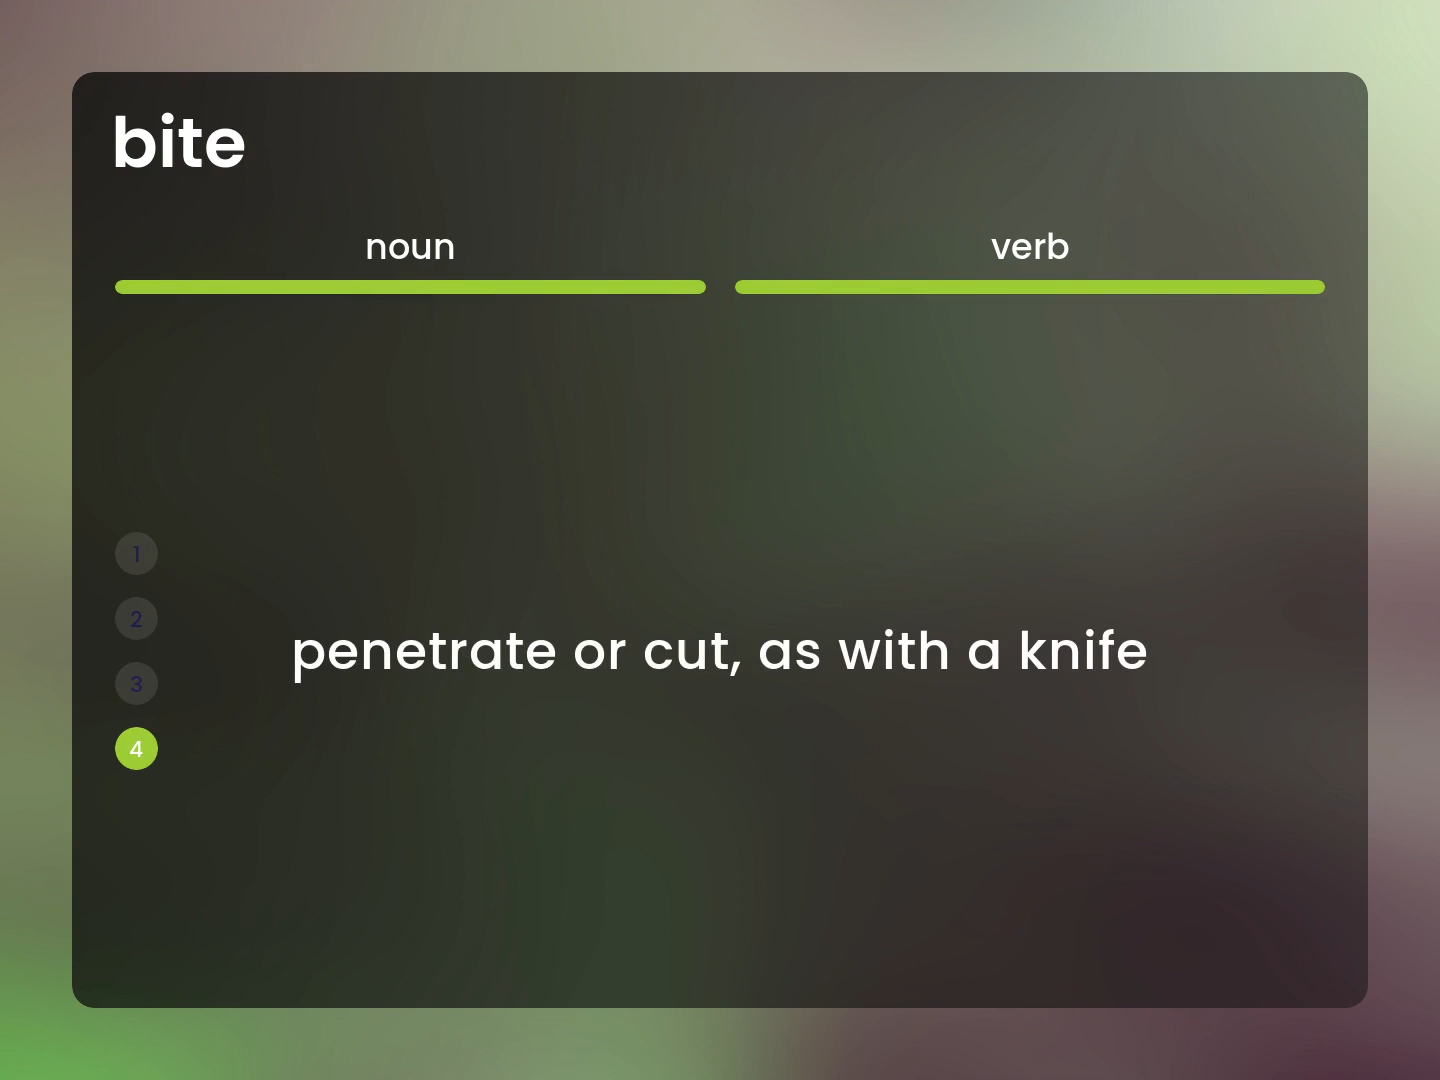 bite
noun
verb
1
2
3
4
penetrate or cut, as with a knife